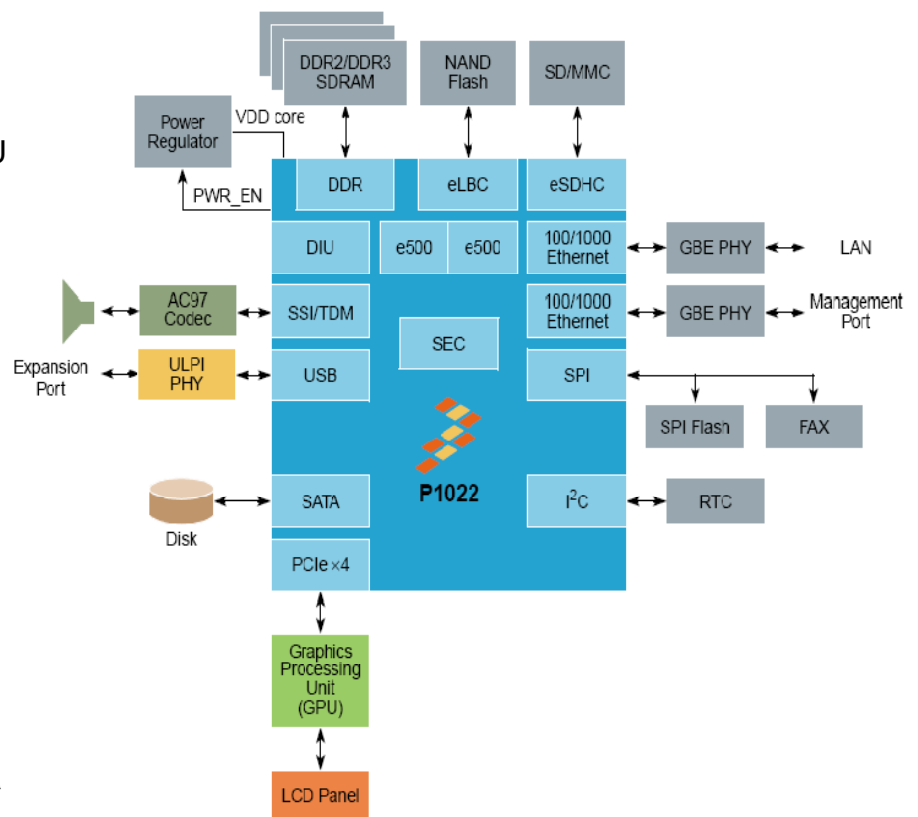 DDR2/DDR3
SDRAM
NAND
Flash
SD/MMC
Power
Regulator
VDD core
PWR_EN
U
DDR
eLBC
eSDHC
DIU
e500
e500
100/1000
Ethernet
GBE PHY
LAN
AC97
Codec
SSI/TDM
100/1000
Ethernet
GBE PHY
Management
Port
SEC
Expansion
Port
ULPI
PHY
USB
SPI
SPI Flash
FAX
P1022
Disk
SATA
I²C
RTC
PCIe ×4
Graphics
Processing
Unit
(GPU)
LCD Panel